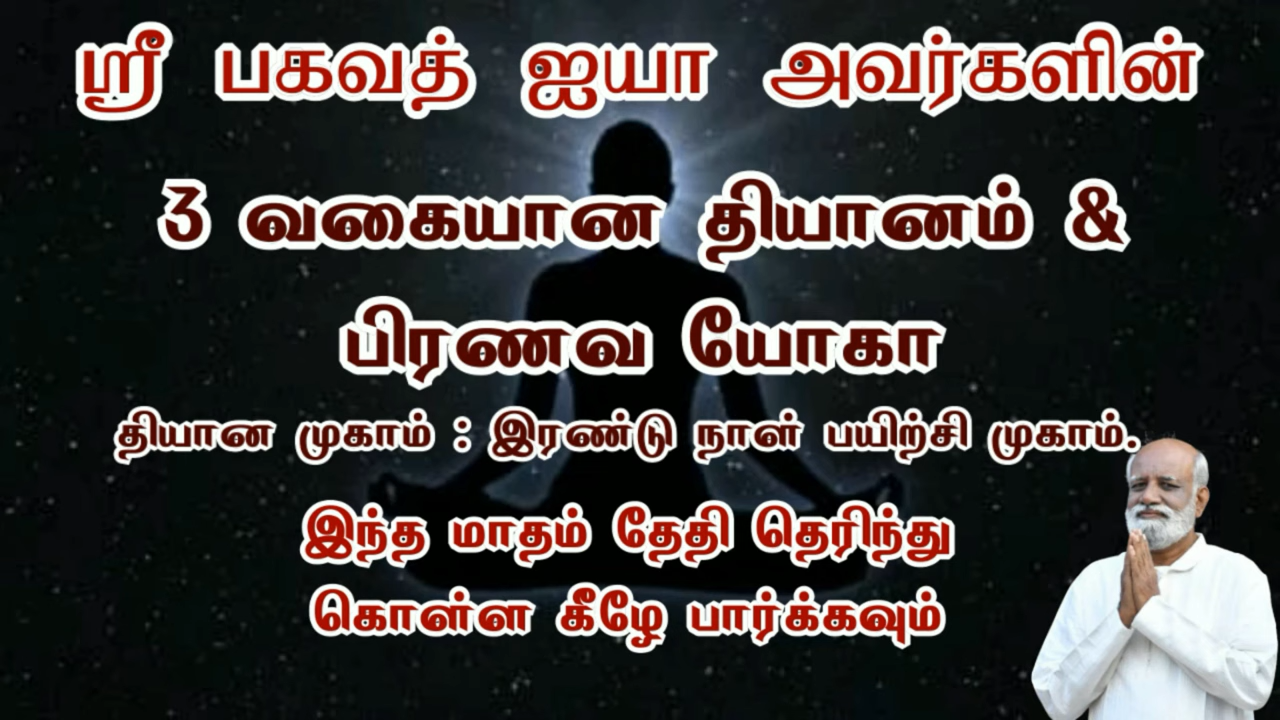 ஸ்ரீ பகவத் ஐயா அவர்களின்
3 வகையான தியானம் &
பிரணவ யோகா
தியான முகாம் : இரண்டு நாள் பயிற்சி முகாம்.
இந்த மாதம் தேதி தெரிந்து
கொள்ள கீழே பார்க்கவும்